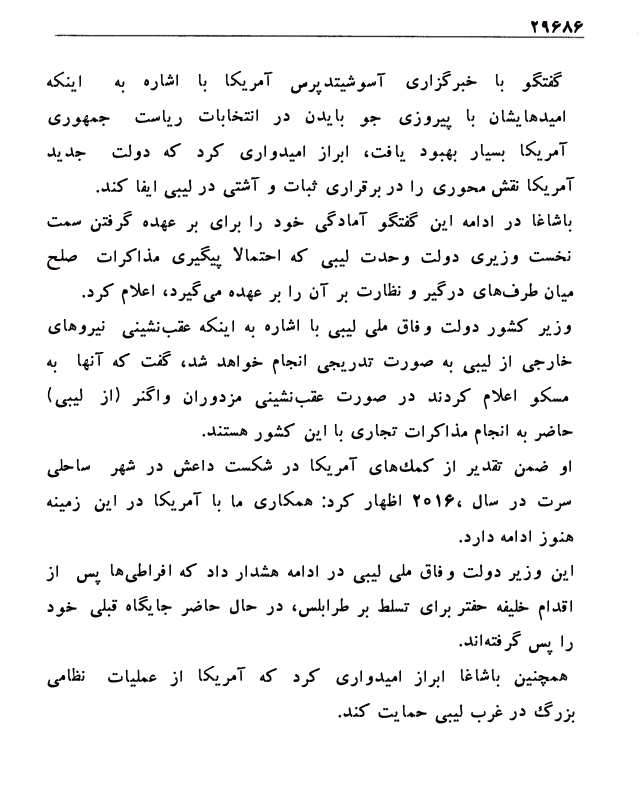 ۲۹۶۸۶
گفتگو با خبرگزاری آسوشیتدپرس آمریکا با اشاره به اینکه
امیدهایشان با پیروزی جو بایدن در انتخابات ریاست جمهوری
آمریکا بسیار بهبود یافت، ابراز امیدواری کرد که دولت جدید
آمریکا نقش محوری را در برقراری ثبات و آشتی در لیبی ایفا کند.
باشاغا در ادامه این گفتگو آمادگی خود را برای بر عهده گرفتن سمت
نخست وزیری دولت وحدت لیبی که احتمالاً پیگیری مذاکرات صلح
میان طرف‌های درگیر و نظارت بر آن را بر عهده می‌گیرد، اعلام کرد.
وزیر کشور دولت وفاق ملی لیبی با اشاره به اینکه عقب‌نشینی نیروهای
خارجی از لیبی به صورت تدریجی انجام خواهد شد، گفت که آنها به
مسکو اعلام کردند در صورت عقب‌نشینی مزدوران واگنر (از لیبی)
حاضر به انجام مذاکرات تجاری با این کشور هستند.
او ضمن تقدیر از کمک‌های آمریکا در شکست داعش در شهر ساحلی
سرت در سال ،۲۰۱۶ اظهار کرد: همکاری ما با آمریکا در این زمینه
هنوز ادامه دارد.
این وزیر دولت وفاق ملی لیبی در ادامه هشدار داد که افراطی‌ها پس از
اقدام خلیفه حفتر برای تسلط بر طرابلس، در حال حاضر جایگاه قبلی خود
را پس گرفته‌اند.
همچنین باشاغا ابراز امیدواری کرد که آمریکا از عملیات نظامی
بزرگ در غرب لیبی حمایت کند.